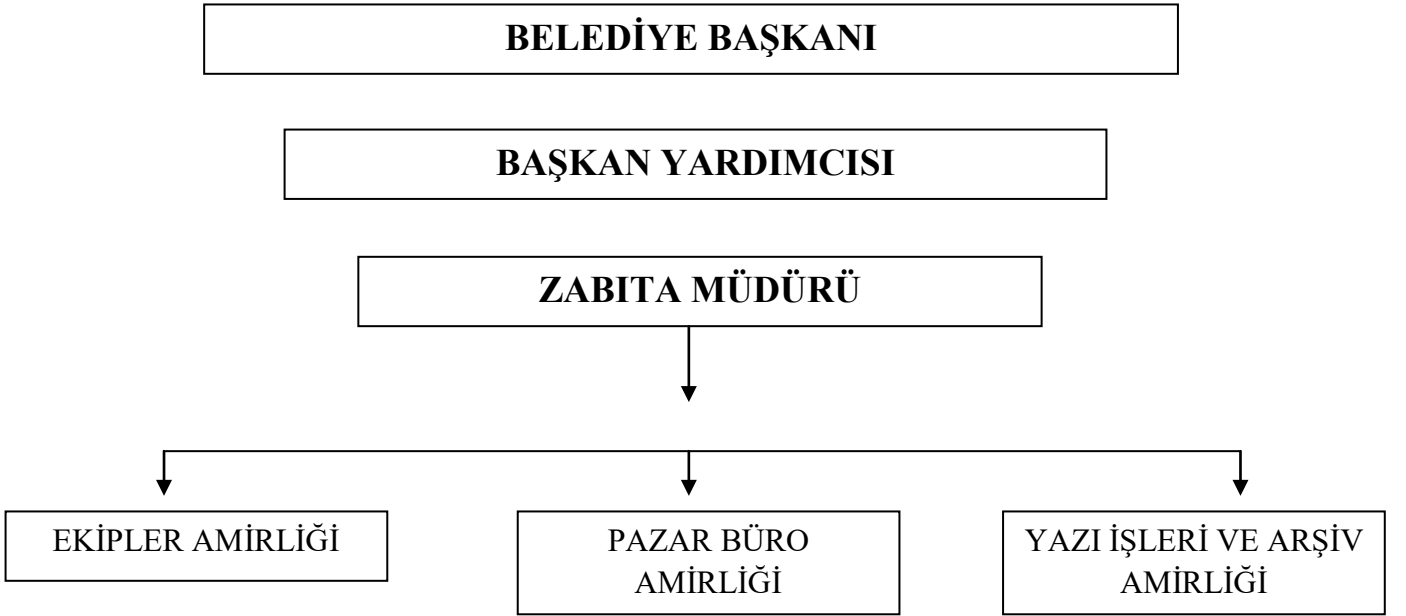 BELEDİYE BAŞKANI
BAŞKAN YARDIMCISI
ZABITA MÜDÜRÜ
EKİPLER AMİRLİĞİ
PAZAR BÜRO
AMİRLİĞİ
YAZI İŞLERİ VE ARŞİV
AMİRLİĞİ